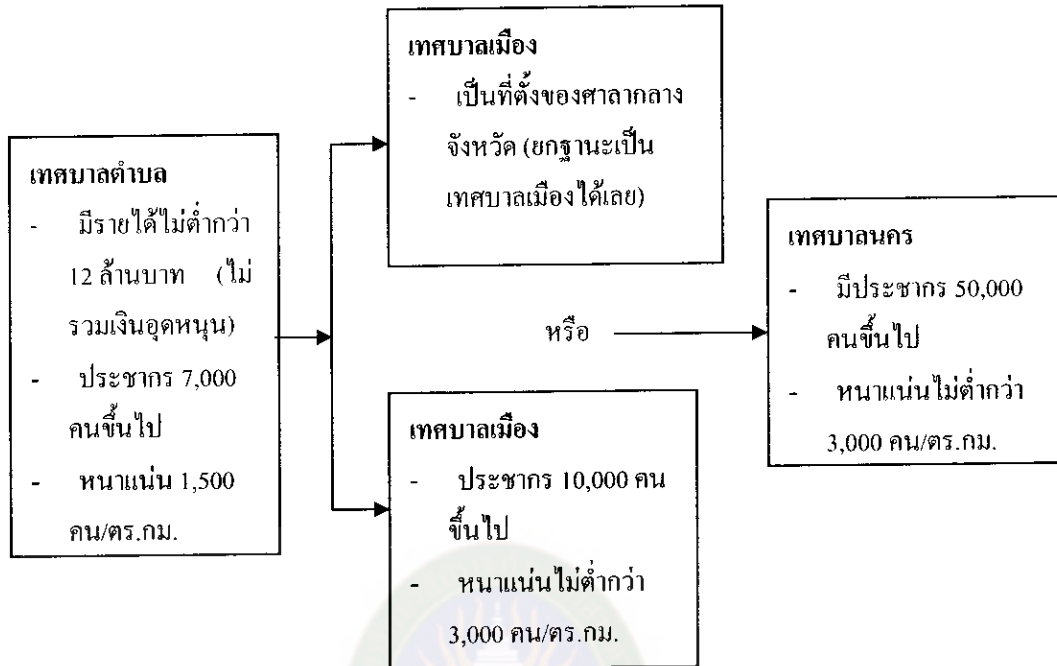 เทศบาลตำบล
- มีรายได้ไม่ต่ำกว่า
12 ล้านบาท (ไม่
รวมเงินอุดหนุน)
- ประชากร 7,000
คนขึ้นไป
- หนาแน่น 1,500
คน/ตร.กม.
เทศบาลเมือง
- เป็นที่ตั้งของศาลากลาง
จังหวัด (ยกฐานะเป็น
เทศบาลเมืองได้เลย)
หรือ
เทศบาลเมือง
- ประชากร 10,000 คน
ขึ้นไป
- หนาแน่นไม่ต่ำกว่า
3,000 คน/ตร.กม.
เทศบาลนคร
- มีประชากร 50,000
คนขึ้นไป
- หนาแน่นไม่ต่ำกว่า
3,000 คน/ตร.กม.